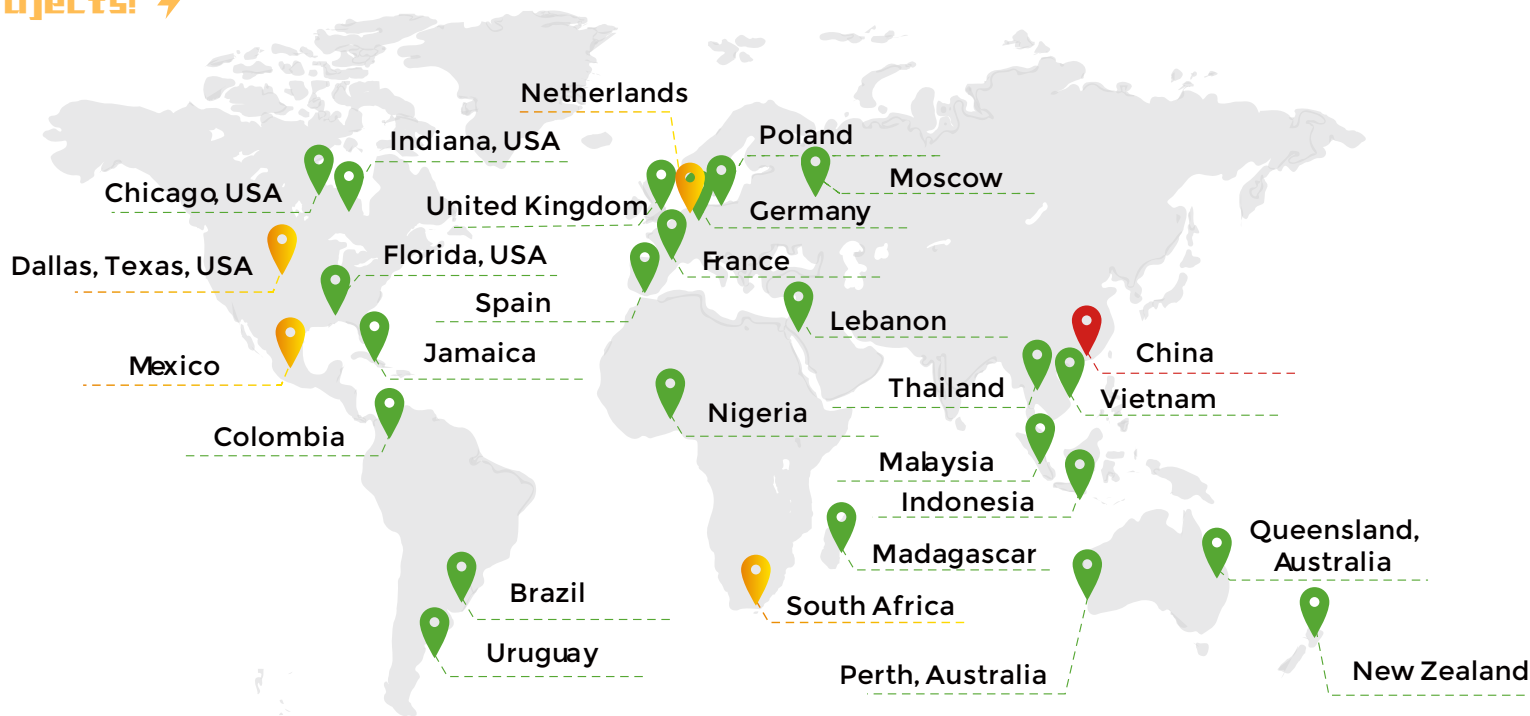 Netherlands
Poland
Indiana, USA
Moscow
Chicago, USA
United Kingdom
Germany
Florida, USA
France
Dallas, Texas, USA
Spain
Lebanon
Jamaica
China
Mexico
Thailand
Vietnam
Nigeria
Colombia
Malaysia
Indonesia
Queensland,
Australia
Madagascar
Brazil
South Africa
Uruguay
Perth, Australia
New Zealand